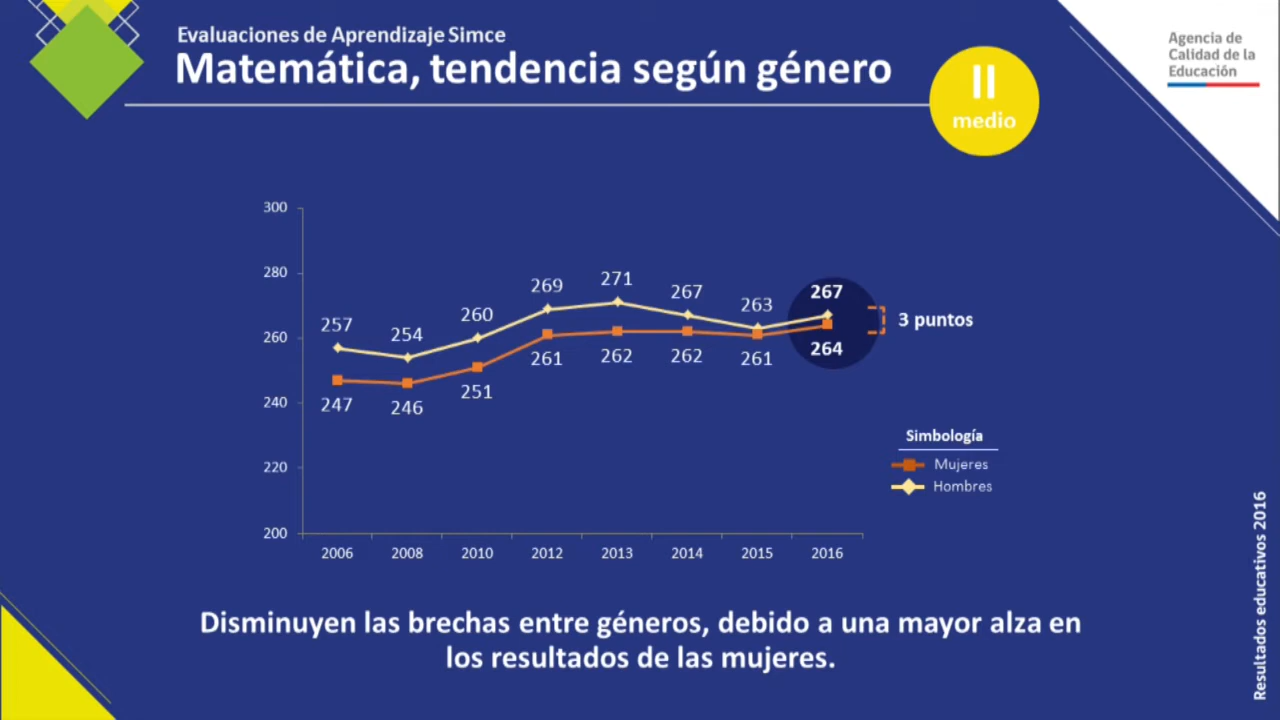 Evaluaciones de Aprendizaje Simce
Matemática, tendencia según género
II
medio
Agencia de
Calidad de la
Educación
300
280
260
240
220
200
257
254
260
269
271
267
263
267
247
246
251
261
262
262
261
264
3 puntos
2006
2008
2010
2012
2013
2014
2015
2016
Simbología
Mujeres
Hombres
Disminuyen las brechas entre géneros, debido a una mayor alza en
los resultados de las mujeres.
Resultados educativos 2016